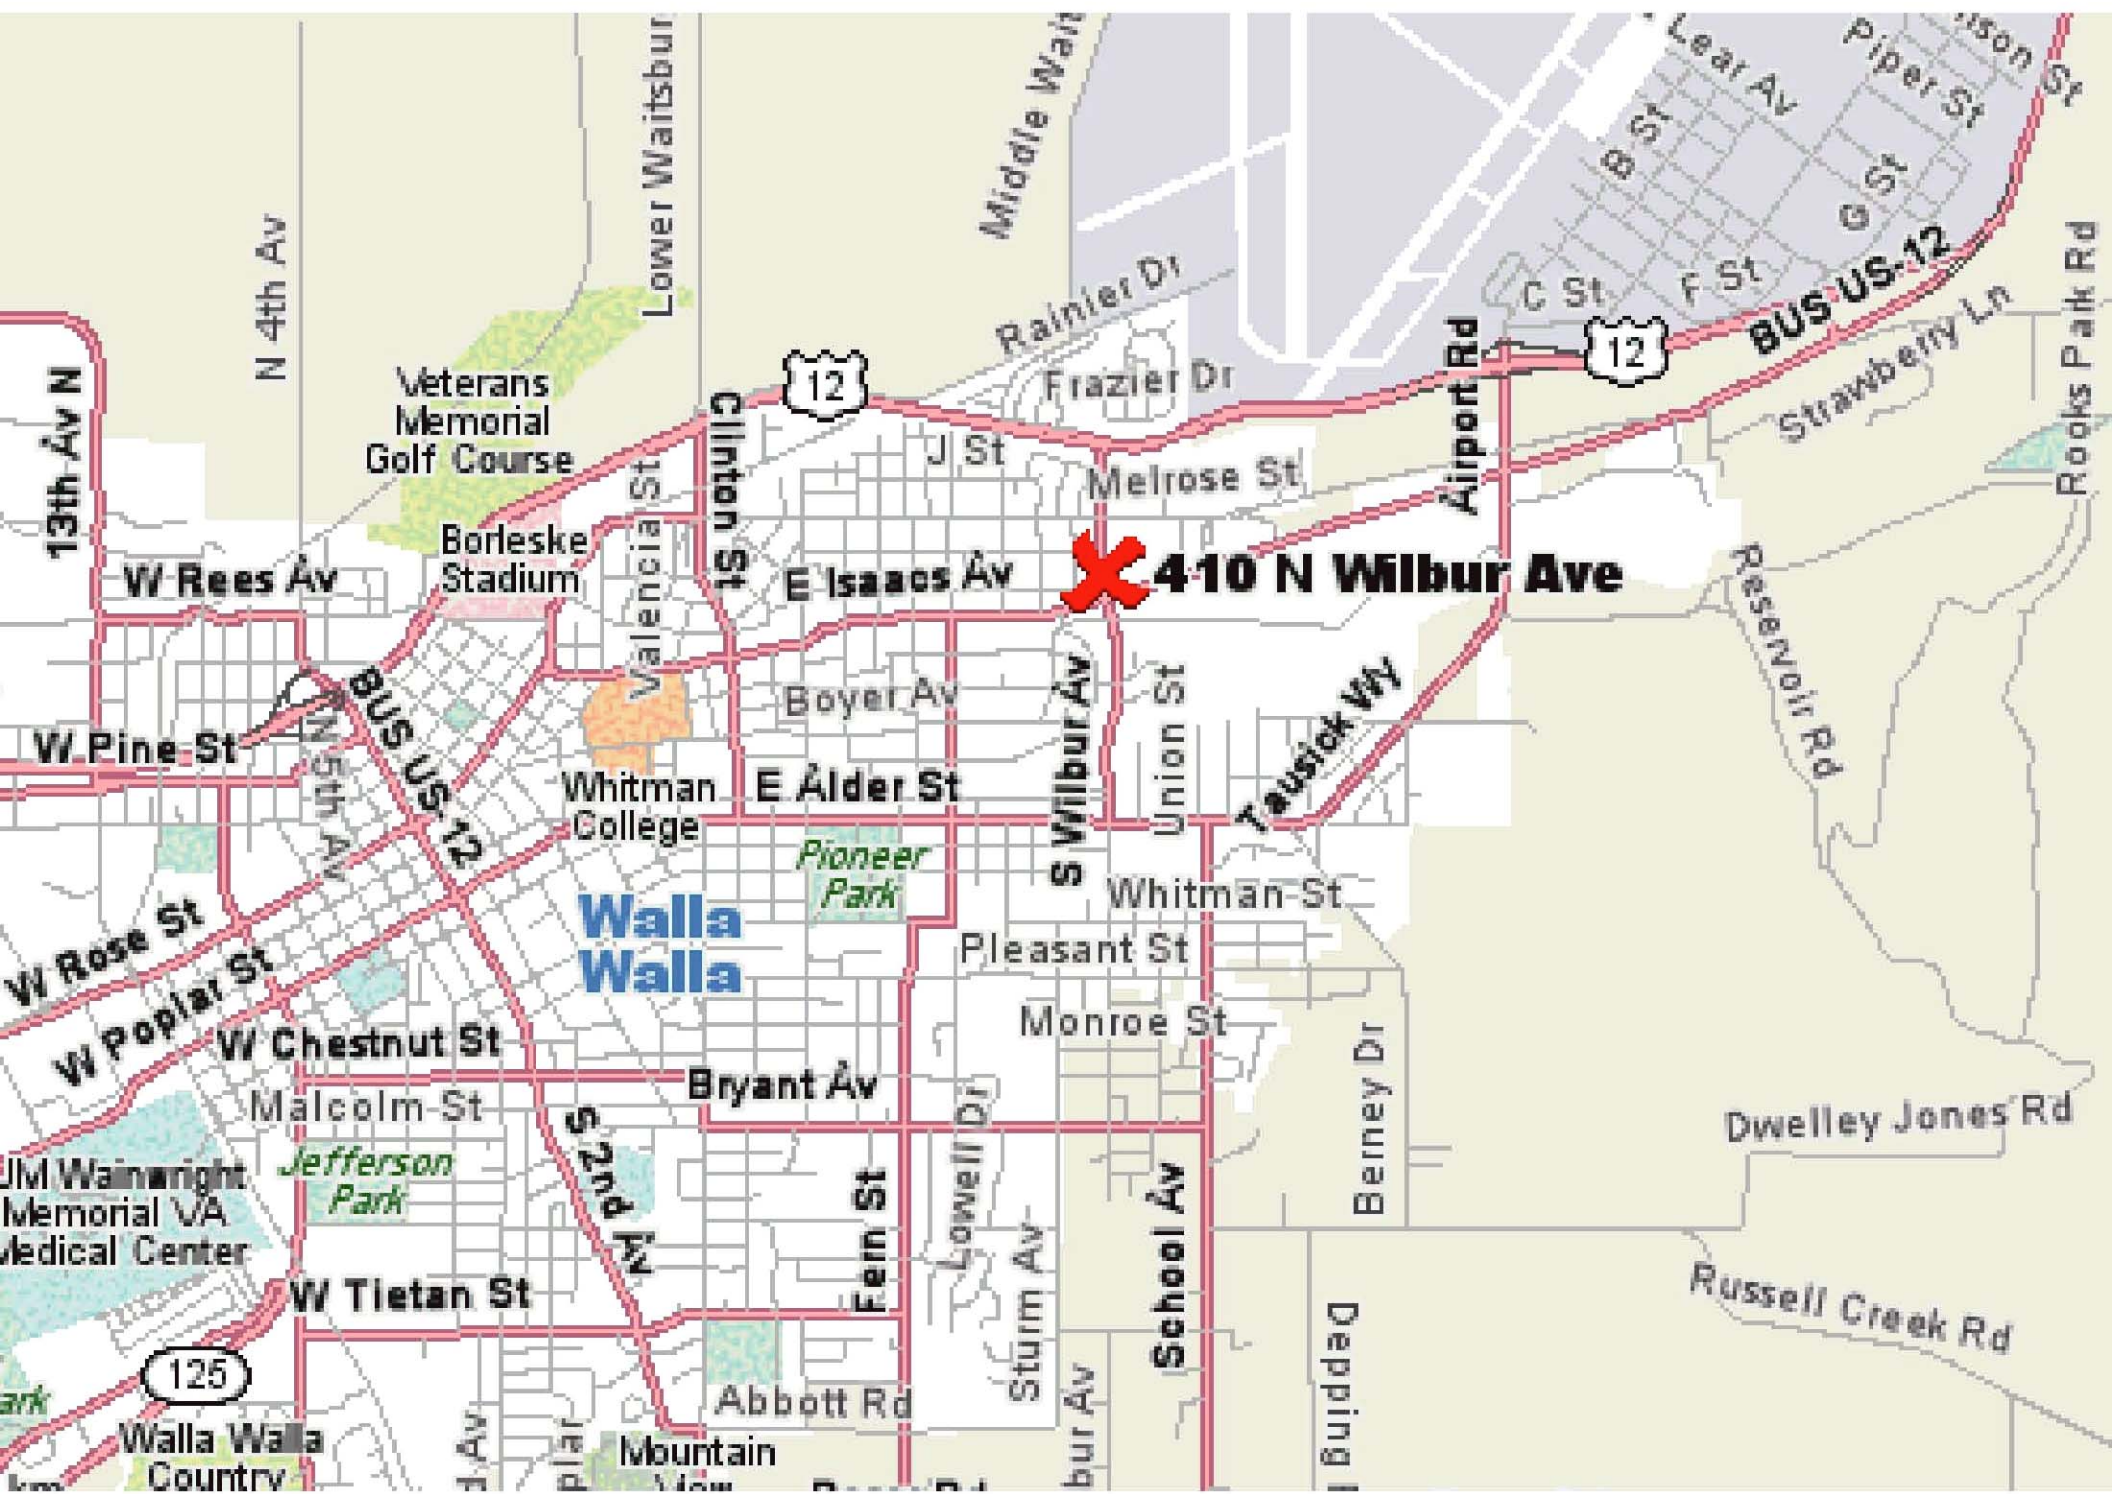 Lear Av
Piper St
St
B St
G St
C St
F St
BUS US-12
Strawberry Ln
Rooks Park Rd
N 4th Av
Middle
Rainier Dr
Frazier Dr
12
12
Airport Rd
13th Av N
Veterans
Memorial
Golf Course
Clinton St
J St
Melrose St
Valencia St
Borleske
Stadium
W Rees Av
E Isaacs Av
410 N Wilbur Ave
Reservoir Rd
Boyer Av
S Wilbur Av
Union St
Tausick Wy
W Pine St
N 5th Av
BUS US-12
Whitman
College
E Alder St
Pioneer
Park
Whitman St
Walla
Walla
Pleasant St
W Rose St
W Poplar St
W Chestnut St
Monroe St
Berney Dr
Bryant Av
Malcolm St
Lowell Dr
Dwelley Jones Rd
JM Wainwright
Memorial VA
Medical Center
Jefferson
Park
S 2nd Av
Fern St
School Av
Sturm Av
W Tietan St
Russell Creek Rd
Depping
125
Abbott Rd
Walla Walla
Country
Mountain